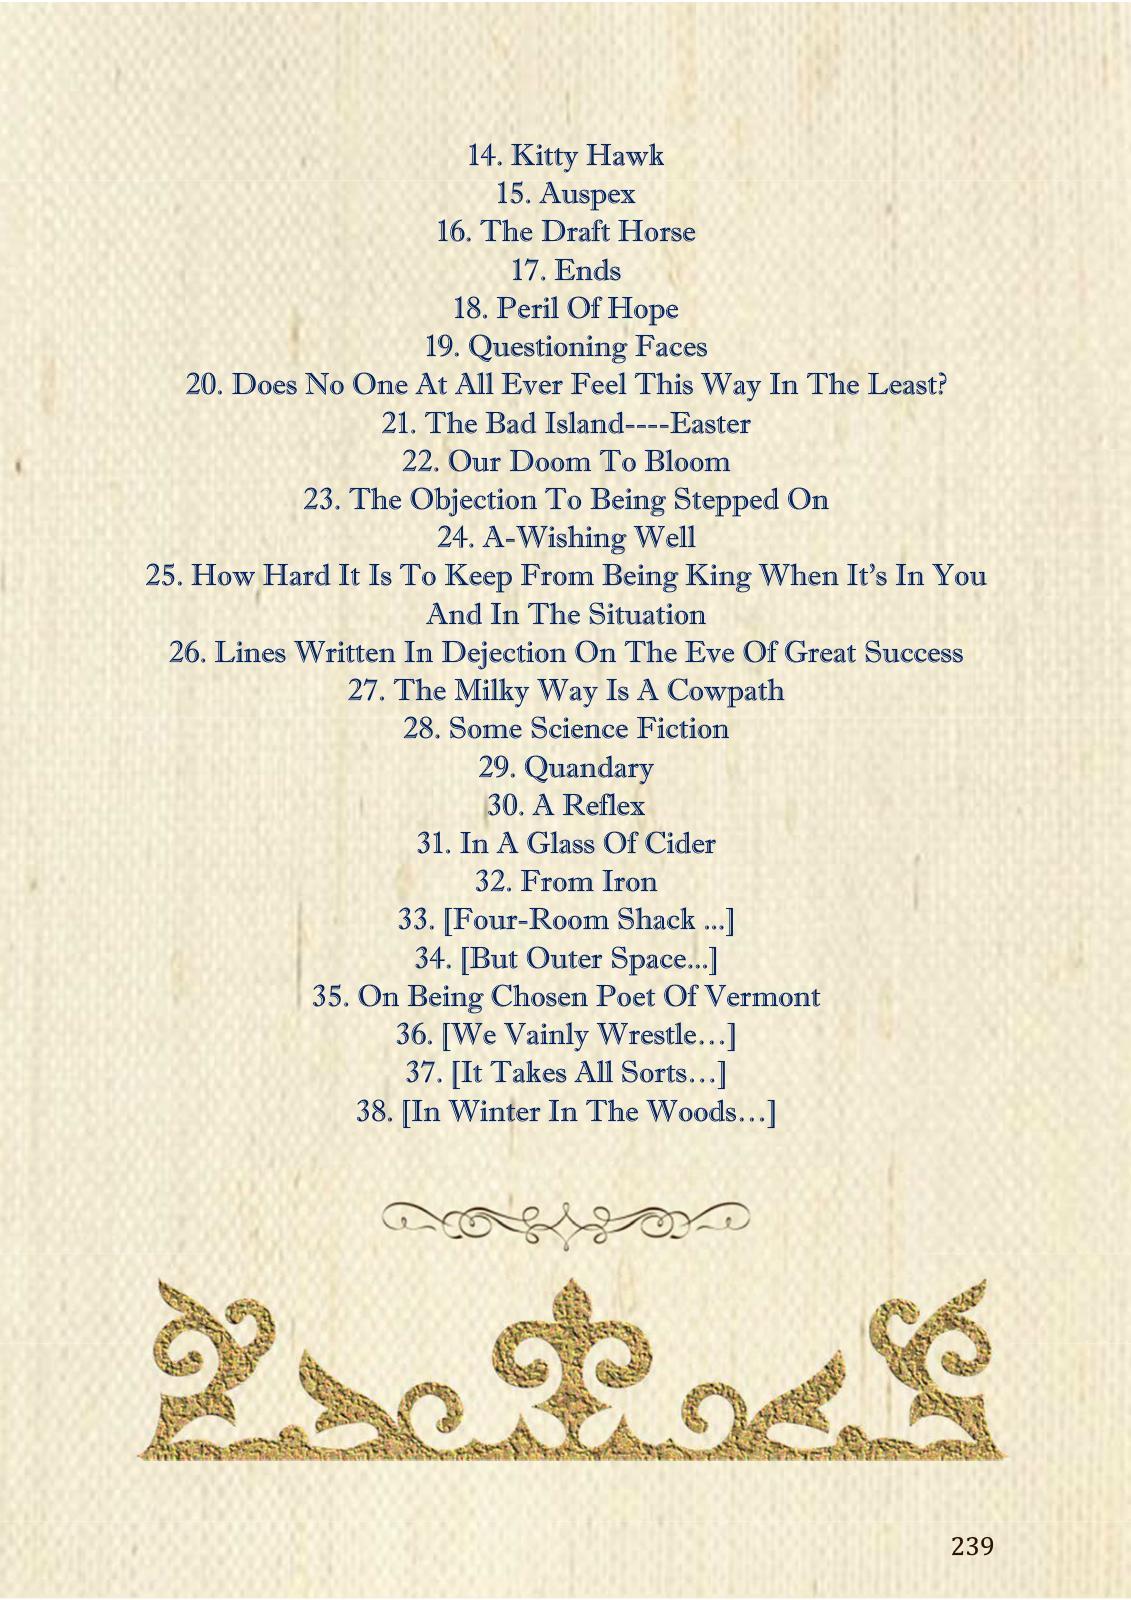 14. Kitty Hawk
15. Auspex
16. The Draft Horse
17. Ends
18. Peril Of Hope
19. Questioning Faces
20. Does No One At All Ever Feel This Way In The Least?
21. The Bad Island----Easter
22. Our Doom To Bloom
23. The Objection To Being Stepped On
24. A-Wishing Well
25. How Hard It Is To Keep From Being King When It’s In You
And In The Situation
26. Lines Written In Dejection On The Eve Of Great Success
27. The Milky Way Is A Cowpath
28. Some Science Fiction
29. Quandary
30. A Reflex
31. In A Glass Of Cider
32. From Iron
33. [Four-Room Shack ...]
34. [But Outer Space...]
35. On Being Chosen Poet Of Vermont
36. [We Vainly Wrestle…]
37. [It Takes All Sorts…]
38. [In Winter In The Woods…]
239